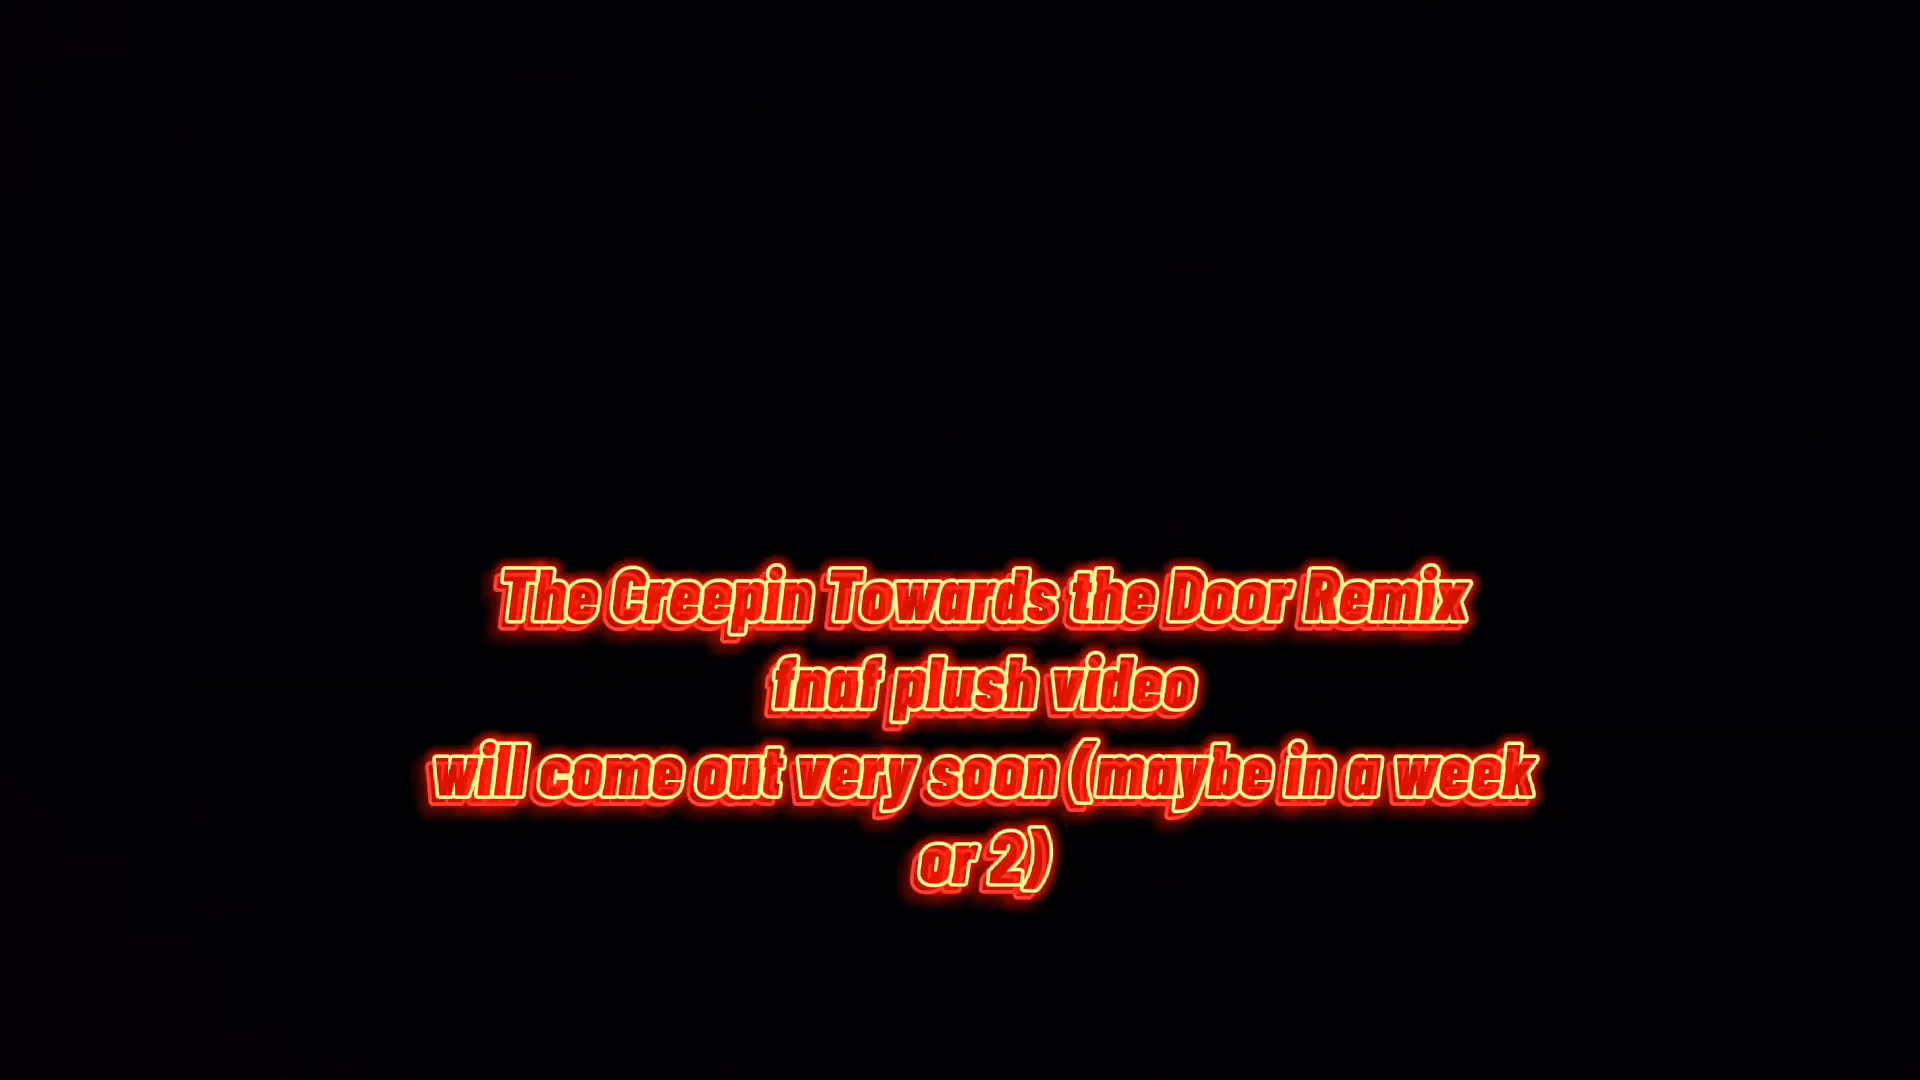 The Creepin Towards the Door Remix
fnaf plush video
will come out very soon (maybe in a week
or 2)